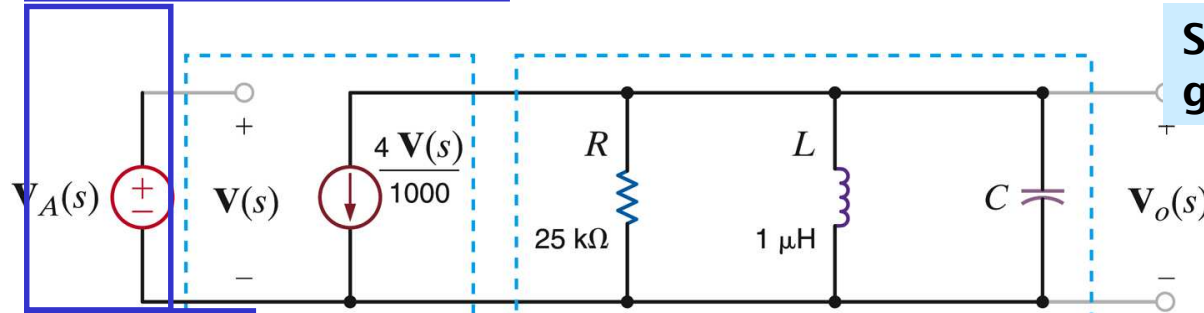 S
g
+
4 V(s)
1000
R
L
+
V_A(s)
+
−
V(s)
C
V_o(s)
25 kΩ
1 μH
−
−